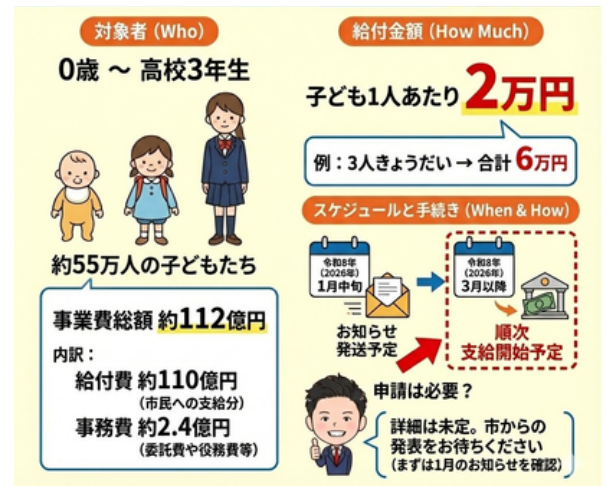 対象者（Who）
0歳 ～ 高校3年生
約55万人の子どもたち
事業費総額 約112億円
内訳：
給付費 約110億円
（市民への支給分）
事務費 約2.4億円
（委託費や役務費等）
給付金額（How Much）
子ども1人あたり 2万円
例：3人きょうだい → 合計 6万円
スケジュールと手続き（When & How）
令和8年
（2026年）
1月中旬
お知らせ
発送予定
令和8年
（2026年）
3月以降
順次
支給開始予定
申請は必要？
詳細は未定。市からの
発表をお待ちください
（まずは1月のお知らせを確認）